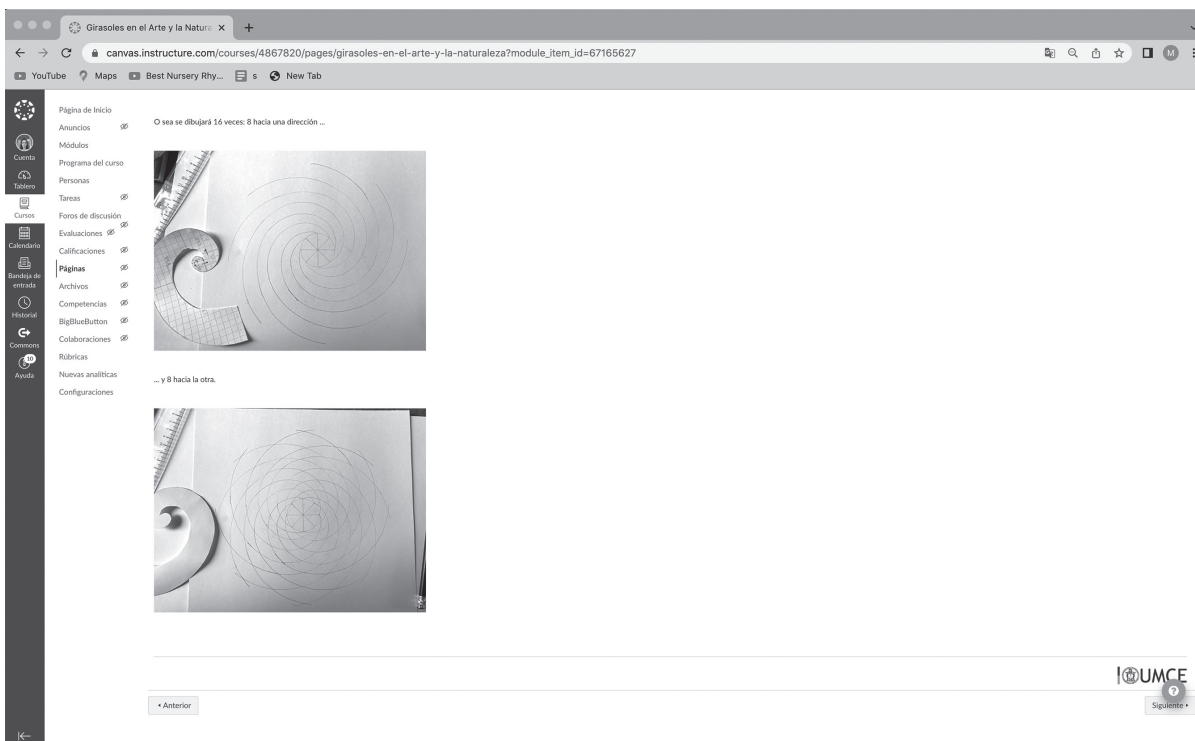 Girasoles en el Arte y la Natura
canvas.instructure.com/courses/4867820/pages/girasoles-en-el-arte-y-la-naturaleza?module_item_id=67165627
M
YouTube
Maps
Best Nursery Rhy...
s
New Tab
Cuenta
Tablero
Cursos
Calendario
Bandeja de
entrada
Historial
Commons
10
Ayuda
Página de Inicio
Anuncios
Módulos
Programa del curso
Personas
Tareas
Foros de discusión
Evaluaciones
Calificaciones
Páginas
Archivos
Competencias
BigBlueButton
Colaboraciones
Rúbricas
Nuevas analíticas
Configuraciones
O sea se dibujará 16 veces: 8 hacia una dirección ...
... y 8 hacia la otra.
UMCE
Anterior
Siguiente